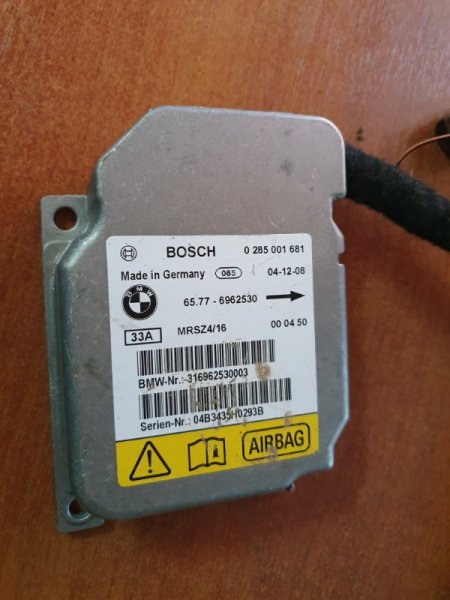 BOSCH 0 285 001 681
Made in Germany 085 04-12-08
BMW 65.77 - 6962530
33A MRSZ4/16 00 04 50
BMW-Nr.: -316962530003
Serien-Nr.: 04B3435H0293B
AIRBAG